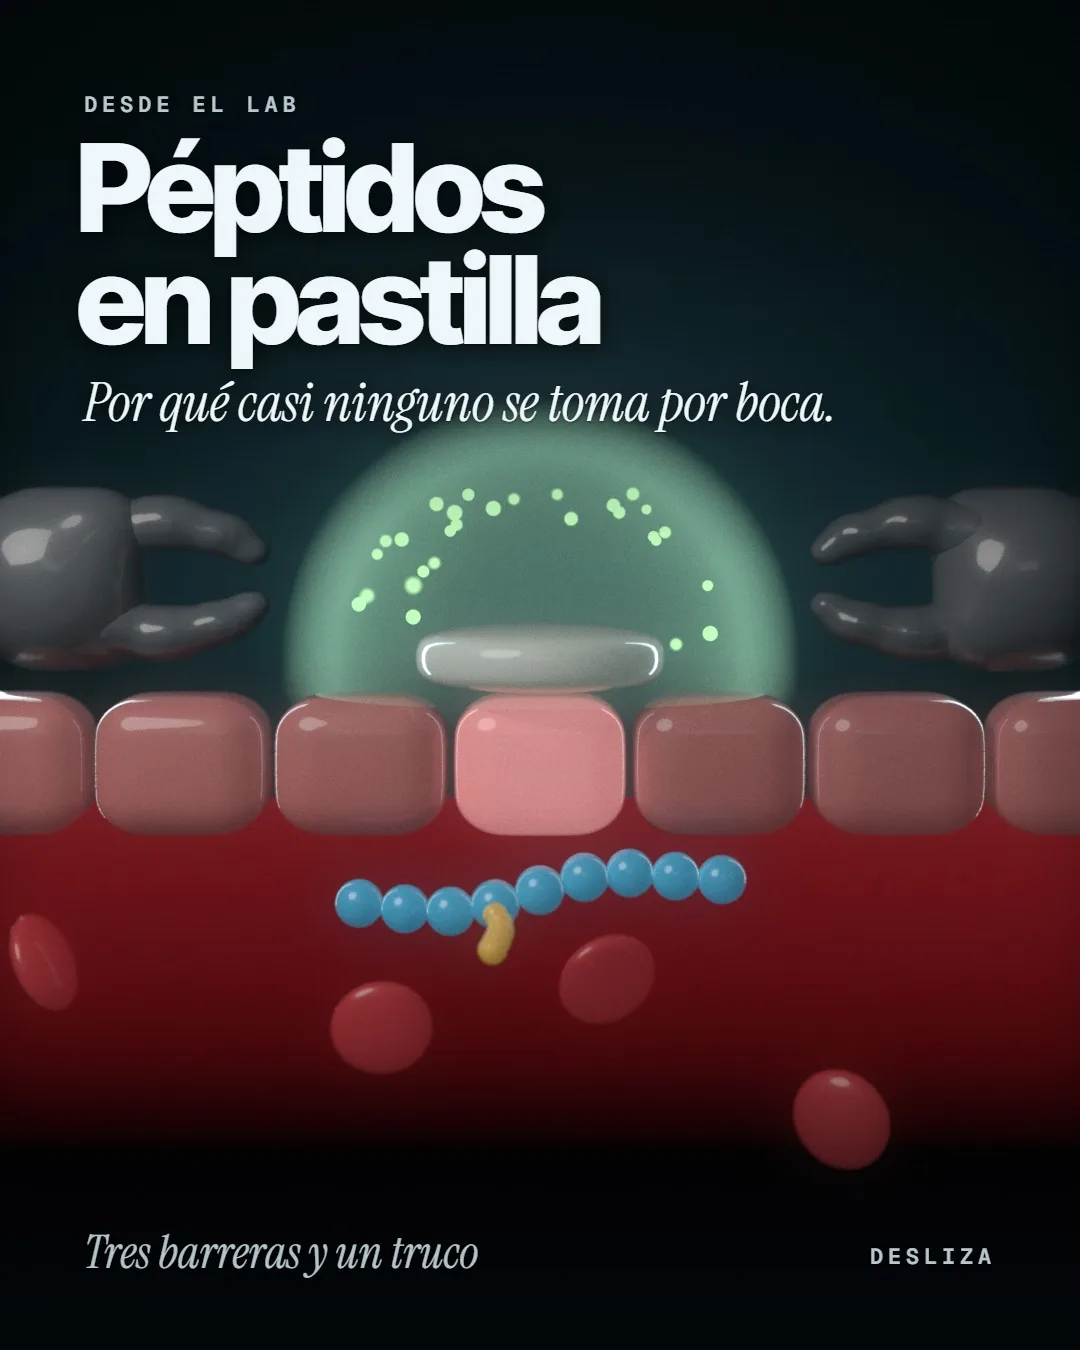 DESDE EL LAB
Péptidos
en pastilla
Por qué casi ninguno se toma por boca.
Tres barreras y un truco
DESLIZA